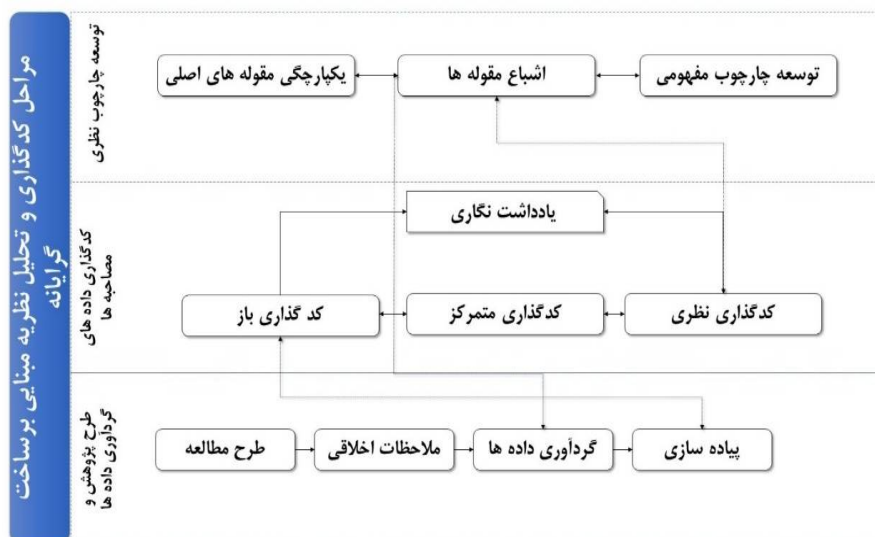 مراحل کدگذاری و تحلیل نظریه مبنایی برساخت
گرایانه
توسعه چارچوب نظری
یکپارچگی مقوله های اصلی
اشباع مقوله ها
توسعه چارچوب مفهومی
کدگذاری داده های
مصاحبه ها
یادداشت نگاری
کد گذاری باز
کدگذاری متمرکز
کدگذاری نظری
طرح پژوهش و
گردآوری داده ها
طرح مطالعه
ملاحظات اخلاقی
گردآوری داده ها
پیاده سازی